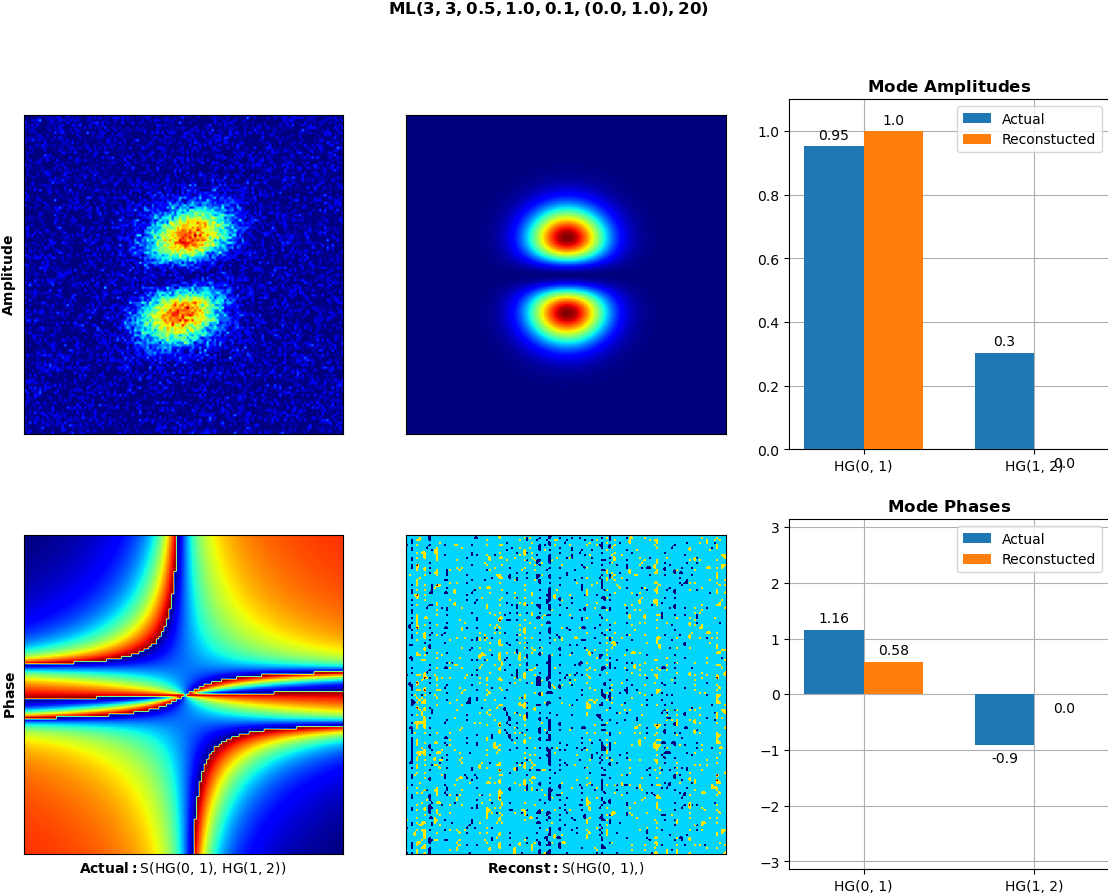 ML(3, 3, 0.5, 1.0, 0.1, (0.0, 1.0), 20)
Amplitude
Mode Amplitudes
Actual
Reconstucted
1.0
0.8
0.6
0.4
0.2
0.0
0.95
1.0
0.3
0.0
HG(0, 1)
HG(1, 2)
Phase
Actual: S(HG(0, 1), HG(1, 2))
Reconst: S(HG(0, 1),)
Mode Phases
Actual
Reconstucted
3
2
1
0
−1
−2
−3
1.16
0.58
-0.9
0.0
HG(0, 1)
HG(1, 2)